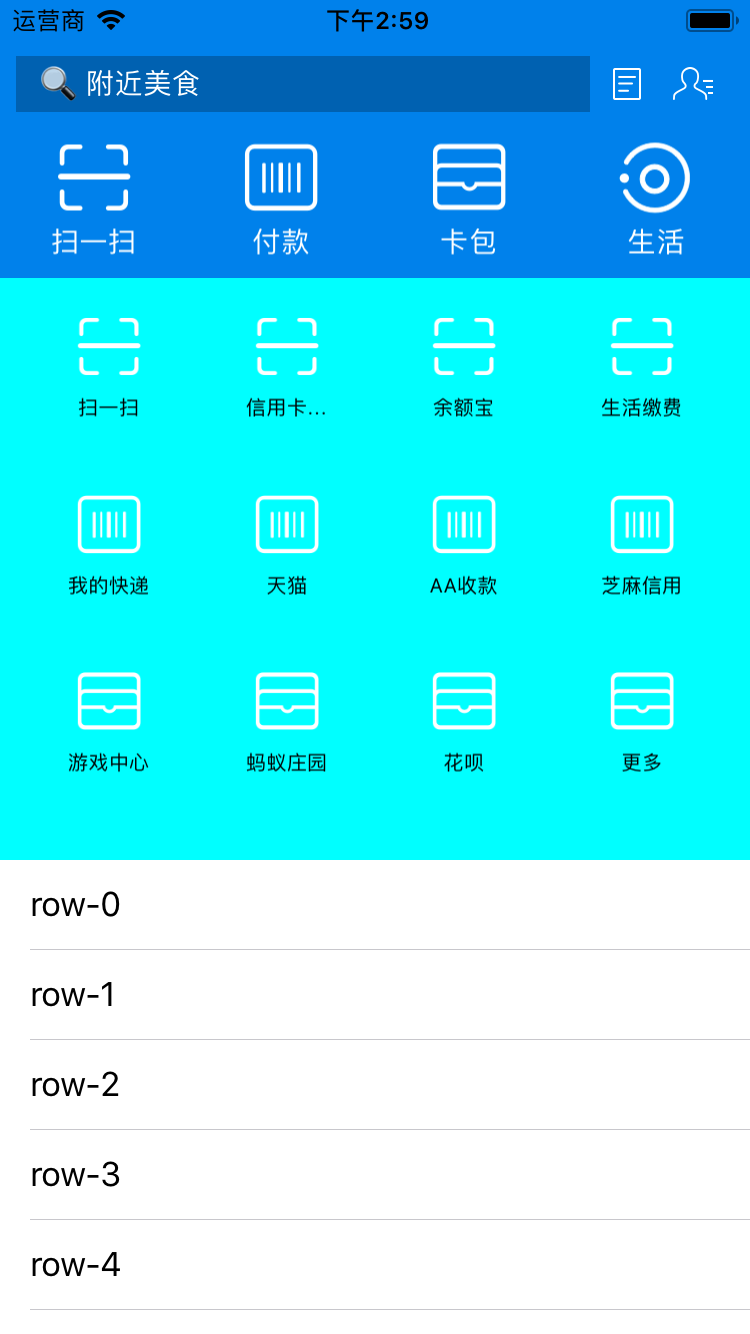 运营商 下午2:59
附近美食
扫一扫 付款 卡包 生活
扫一扫 信用卡... 余额宝 生活缴费
我的快递 天猫 AA收款 芝麻信用
游戏中心 蚂蚁庄园 花呗 更多
row-0
row-1
row-2
row-3
row-4